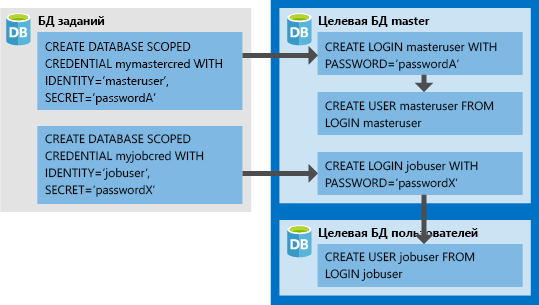 DB
БД заданий
CREATE DATABASE SCOPED
CREDENTIAL mymastercred WITH
IDENTITY='masteruser',
SECRET='passwordA'
CREATE DATABASE SCOPED
CREDENTIAL myjobcred WITH
IDENTITY='jobuser',
SECRET='passwordX'
DB
Целевая БД master
CREATE LOGIN masteruser WITH
PASSWORD='passwordA'
CREATE USER masteruser FROM
LOGIN masteruser
CREATE LOGIN jobuser WITH
PASSWORD='passwordX'
DB
Целевая БД пользователей
CREATE USER jobuser FROM
LOGIN jobuser